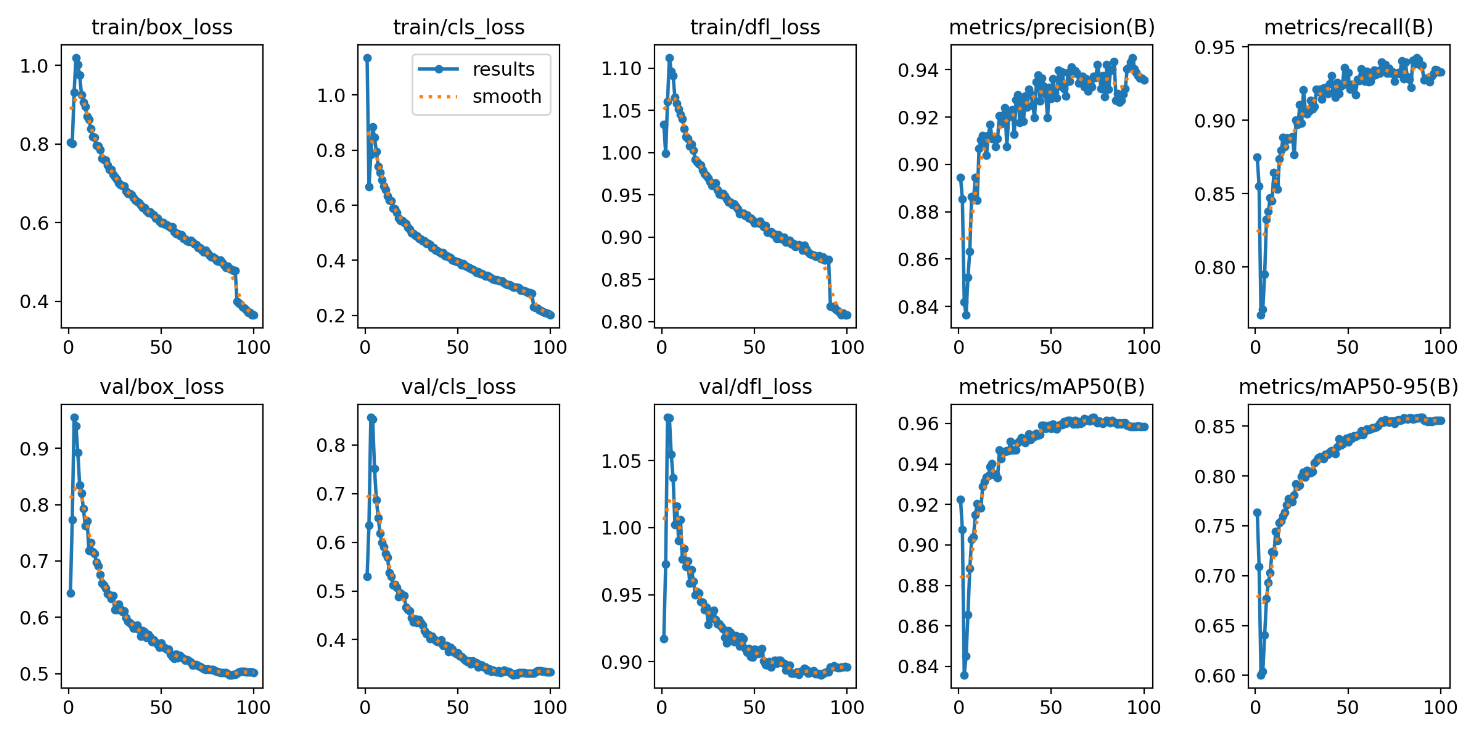 train/box_loss
train/cls_loss
train/dfl_loss
metrics/precision(B)
metrics/recall(B)
1.0
0.8
0.6
0.4
0 50 100
results
smooth
1.0
0.8
0.6
0.4
0.2
0 50 100
1.10
1.05
1.00
0.95
0.90
0.85
0.80
0 50 100
0.94
0.92
0.90
0.88
0.86
0.84
0 50 100
0.95
0.90
0.85
0.80
0 50 100
val/box_loss
val/cls_loss
val/dfl_loss
metrics/mAP50(B)
metrics/mAP50-95(B)
0.9
0.8
0.7
0.6
0.5
0 50 100
0.8
0.7
0.6
0.5
0.4
0 50 100
1.05
1.00
0.95
0.90
0 50 100
0.96
0.94
0.92
0.90
0.88
0.86
0.84
0 50 100
0.85
0.80
0.75
0.70
0.65
0.60
0 50 100